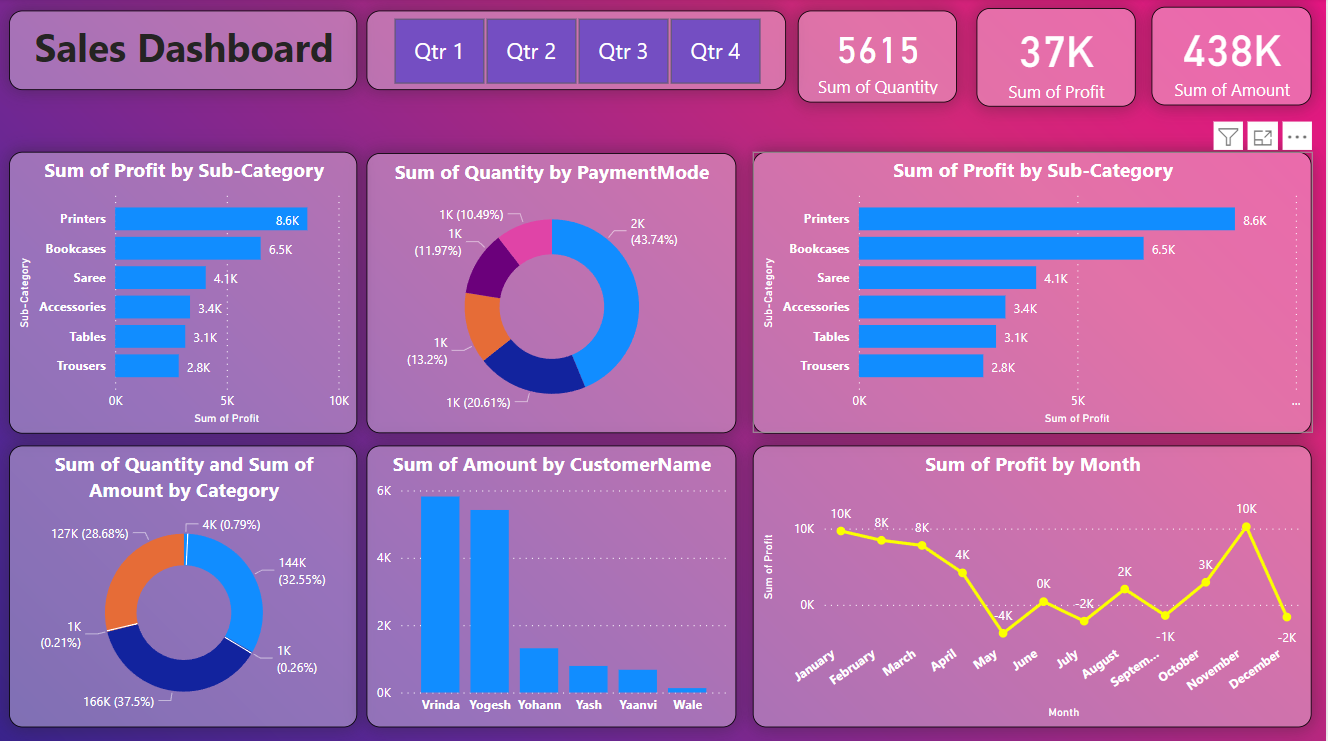 Sales Dashboard
Qtr 1
Qtr 2
Qtr 3
Qtr 4
5615
Sum of Quantity
37K
Sum of Profit
438K
Sum of Amount
Sum of Profit by Sub-Category
Sub-Category
Printers
8.6K
Bookcases
6.5K
Saree
4.1K
Accessories
3.4K
Tables
3.1K
Trousers
2.8K
0K
5K
10K
Sum of Profit
Sum of Quantity by PaymentMode
1K (10.49%)
1K
(11.97%)
1K
(13.2%)
1K (20.61%)
2K
(43.74%)
Sum of Profit by Sub-Category
Sub-Category
Printers
8.6K
Bookcases
6.5K
Saree
4.1K
Accessories
3.4K
Tables
3.1K
Trousers
2.8K
0K
5K
...
Sum of Profit
Sum of Quantity and Sum of
Amount by Category
4K (0.79%)
127K (28.68%)
144K
(32.55%)
1K
(0.21%)
1K
(0.26%)
166K (37.5%)
Sum of Amount by CustomerName
6K
4K
2K
0K
Vrinda
Yogesh
Yohann
Yash
Yaanvi
Wale
Sum of Profit by Month
Sum of Profit
10K
0K
10K
8K
8K
4K
-4K
0K
-2K
2K
-1K
3K
10K
-2K
January
February
March
April
May
June
July
August
Septem...
October
November
December
Month